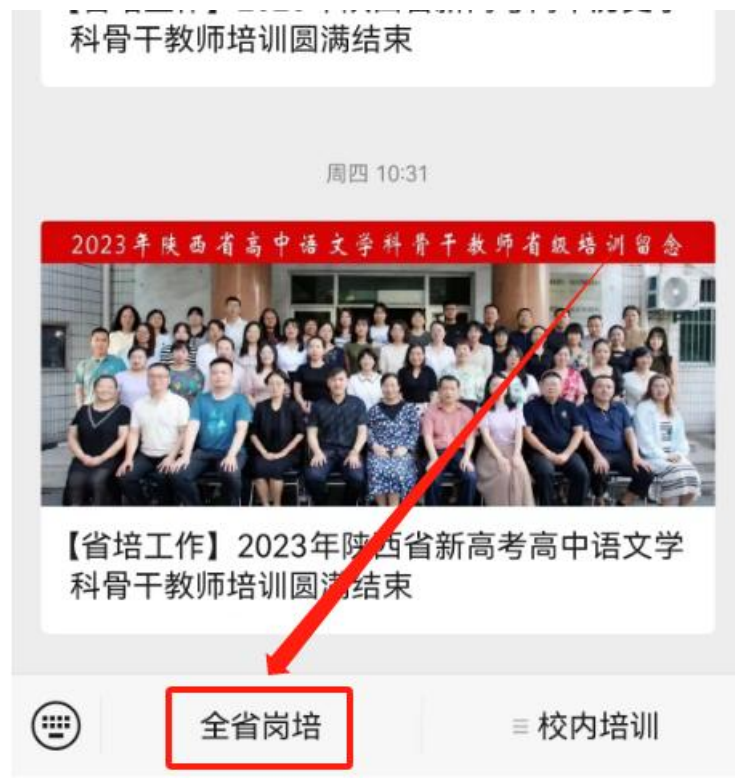 科骨干教师培训圆满结束
周四 10:31
2023年陕西省高中语文学科骨干教师省级培训留念
【省培工作】2023年陕西省新高考高中语文学
科骨干教师培训圆满结束
全省岗培
校内培训